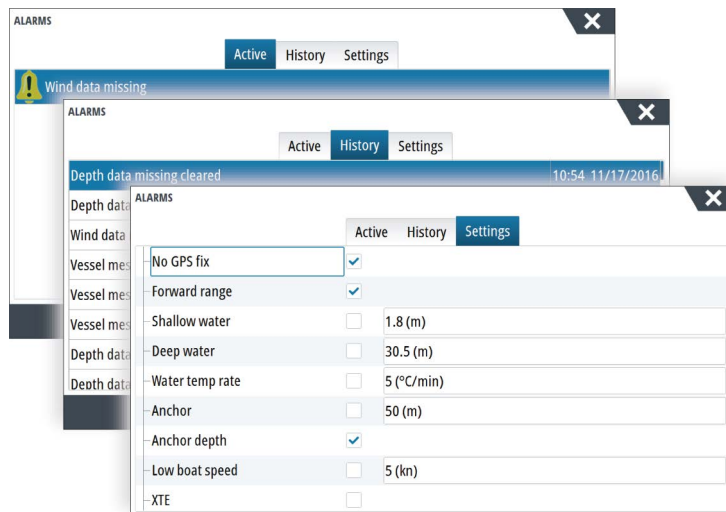 ALARMS
Active History Settings
Wind data missing
ALARMS
Active History Settings
Depth data missing cleared 10:54 11/17/2016
Depth data
Wind data
Vessel mes
Vessel mes
Vessel mes
Depth data
Depth data
ALARMS
Active History Settings
No GPS fix
Forward range
Shallow water 1.8 (m)
Deep water 30.5 (m)
Water temp rate 5 (°C/min)
Anchor 50 (m)
Anchor depth
Low boat speed 5 (kn)
XTE